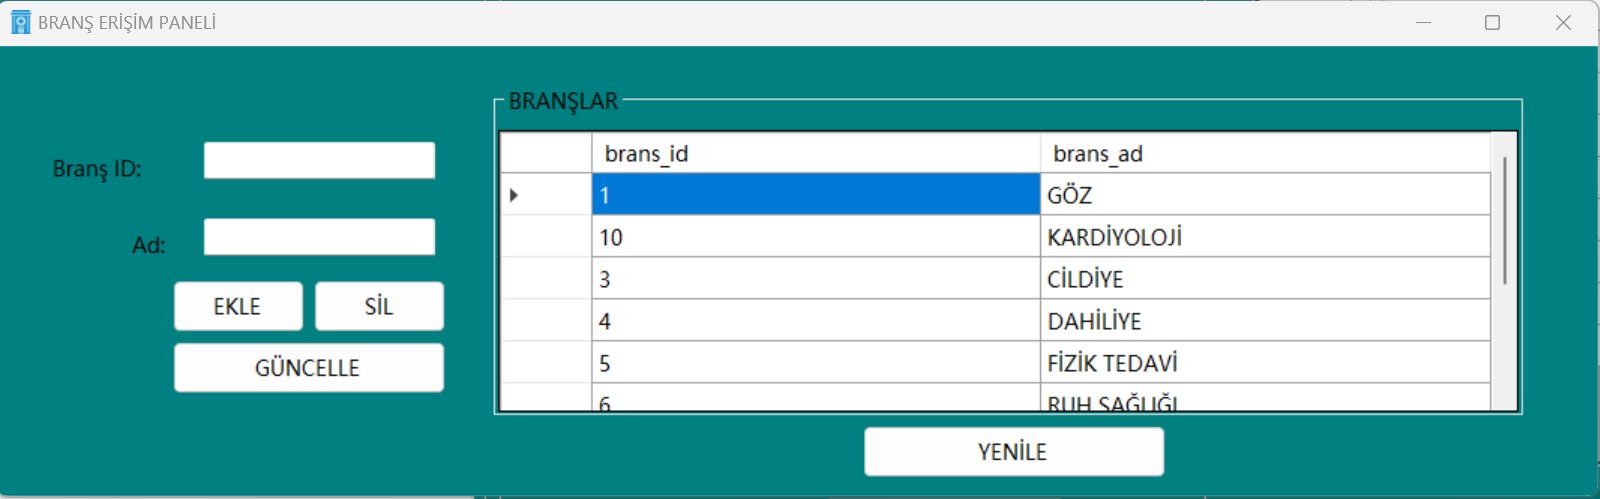 BRANŞ ERİŞİM PANELİ
BRANŞLAR
Branş ID:
Ad:
EKLE SİL
GÜNCELLE
brans_id brans_ad
1 GÖZ
10 KARDİYOLOJİ
3 CİLDİYE
4 DAHİLİYE
5 FİZİK TEDAVİ
6 RUH SAĞLIĞI
YENİLE